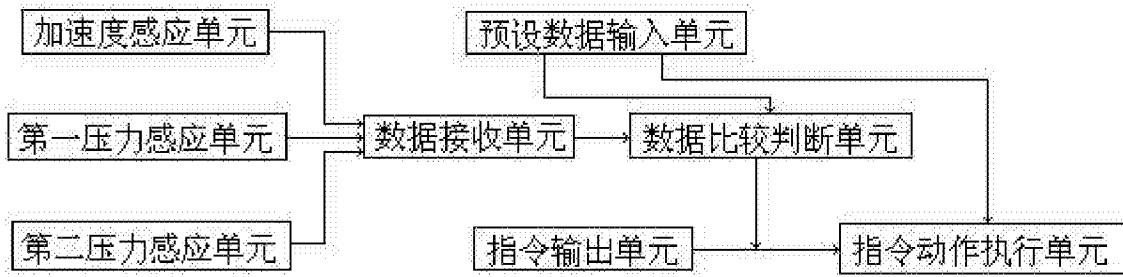 加速度感应单元
预设数据输入单元
第一压力感应单元
数据接收单元
数据比较判断单元
第二压力感应单元
指令输出单元
指令动作执行单元